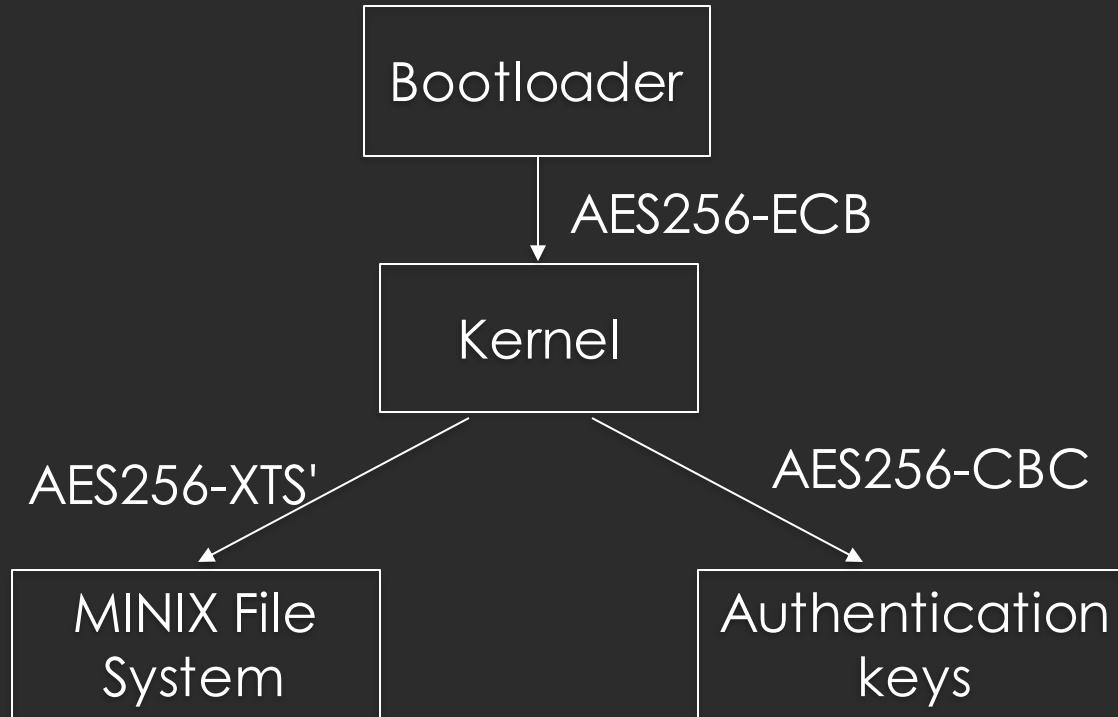 Bootloader
AES256-ECB
Kernel
AES256-XTS'
AES256-CBC
MINIX File
System
Authentication
keys